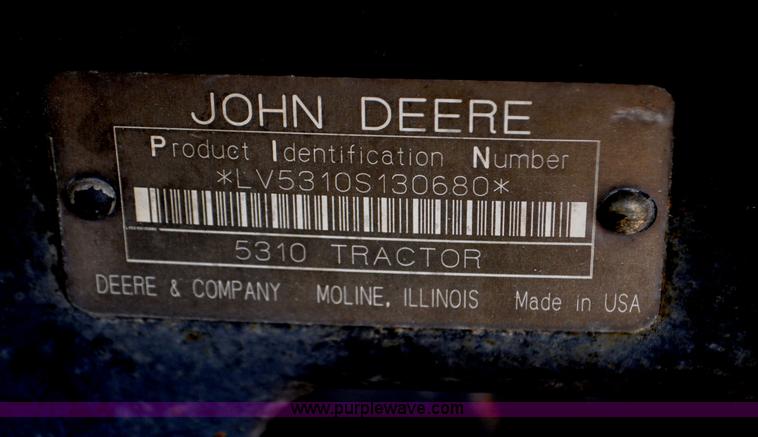 JOHN DEERE
Product Identification Number
*LV5310S130680*
5310 TRACTOR
DEERE & COMPANY MOLINE, ILLINOIS Made in USA
www.purplewave.com